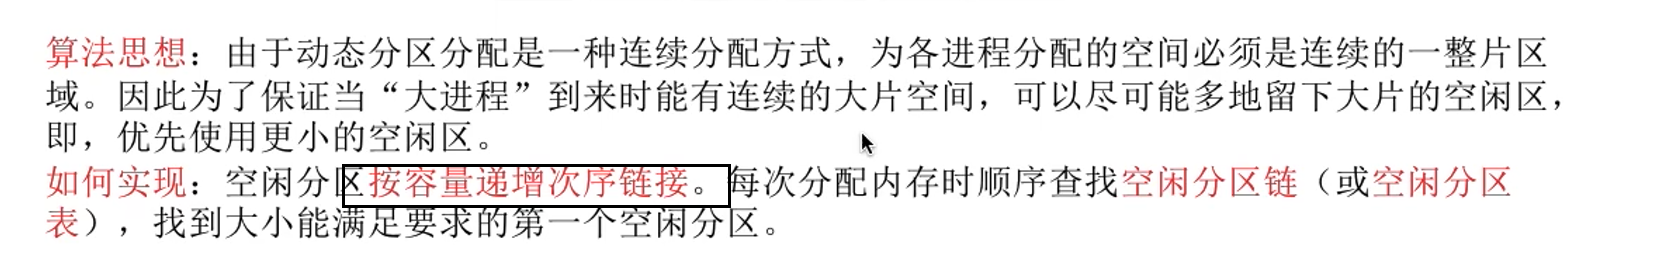 算法思想：由于动态分区分配是一种连续分配方式，为各进程分配的空间必须是连续的一整片区
域。因此为了保证当“大进程”到来时能有连续的大片空间，可以尽可能多地留下大片的空闲区，
即，优先使用更小的空闲区。
如何实现：空闲分区按容量递增次序链接。每次分配内存时顺序查找空闲分区链（或空闲分区
表），找到大小能满足要求的第一个空闲分区。